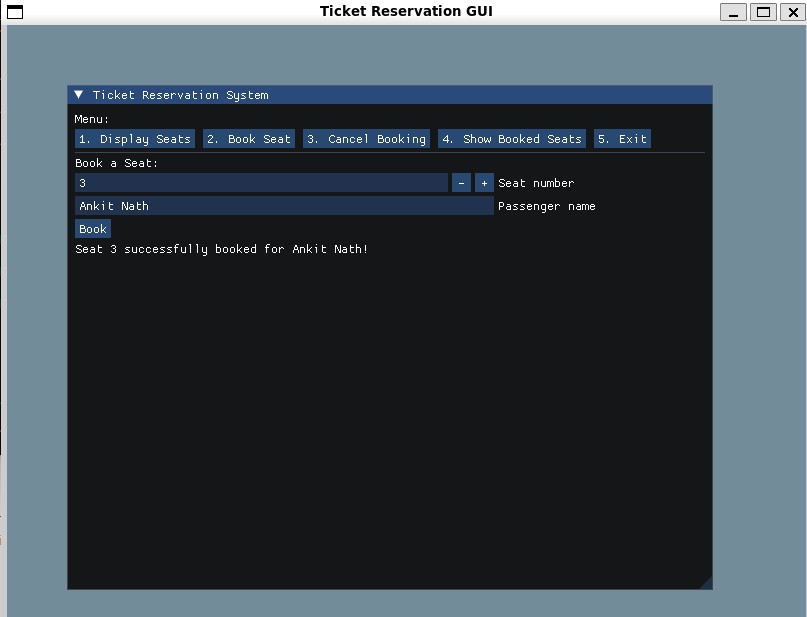 Ticket Reservation GUI
Ticket Reservation System
Menu:
1. Display Seats 2. Book Seat 3. Cancel Booking 4. Show Booked Seats 5. Exit
Book a Seat:
3 - + Seat number
Ankit Nath Passenger name
Book
Seat 3 successfully booked for Ankit Nath!